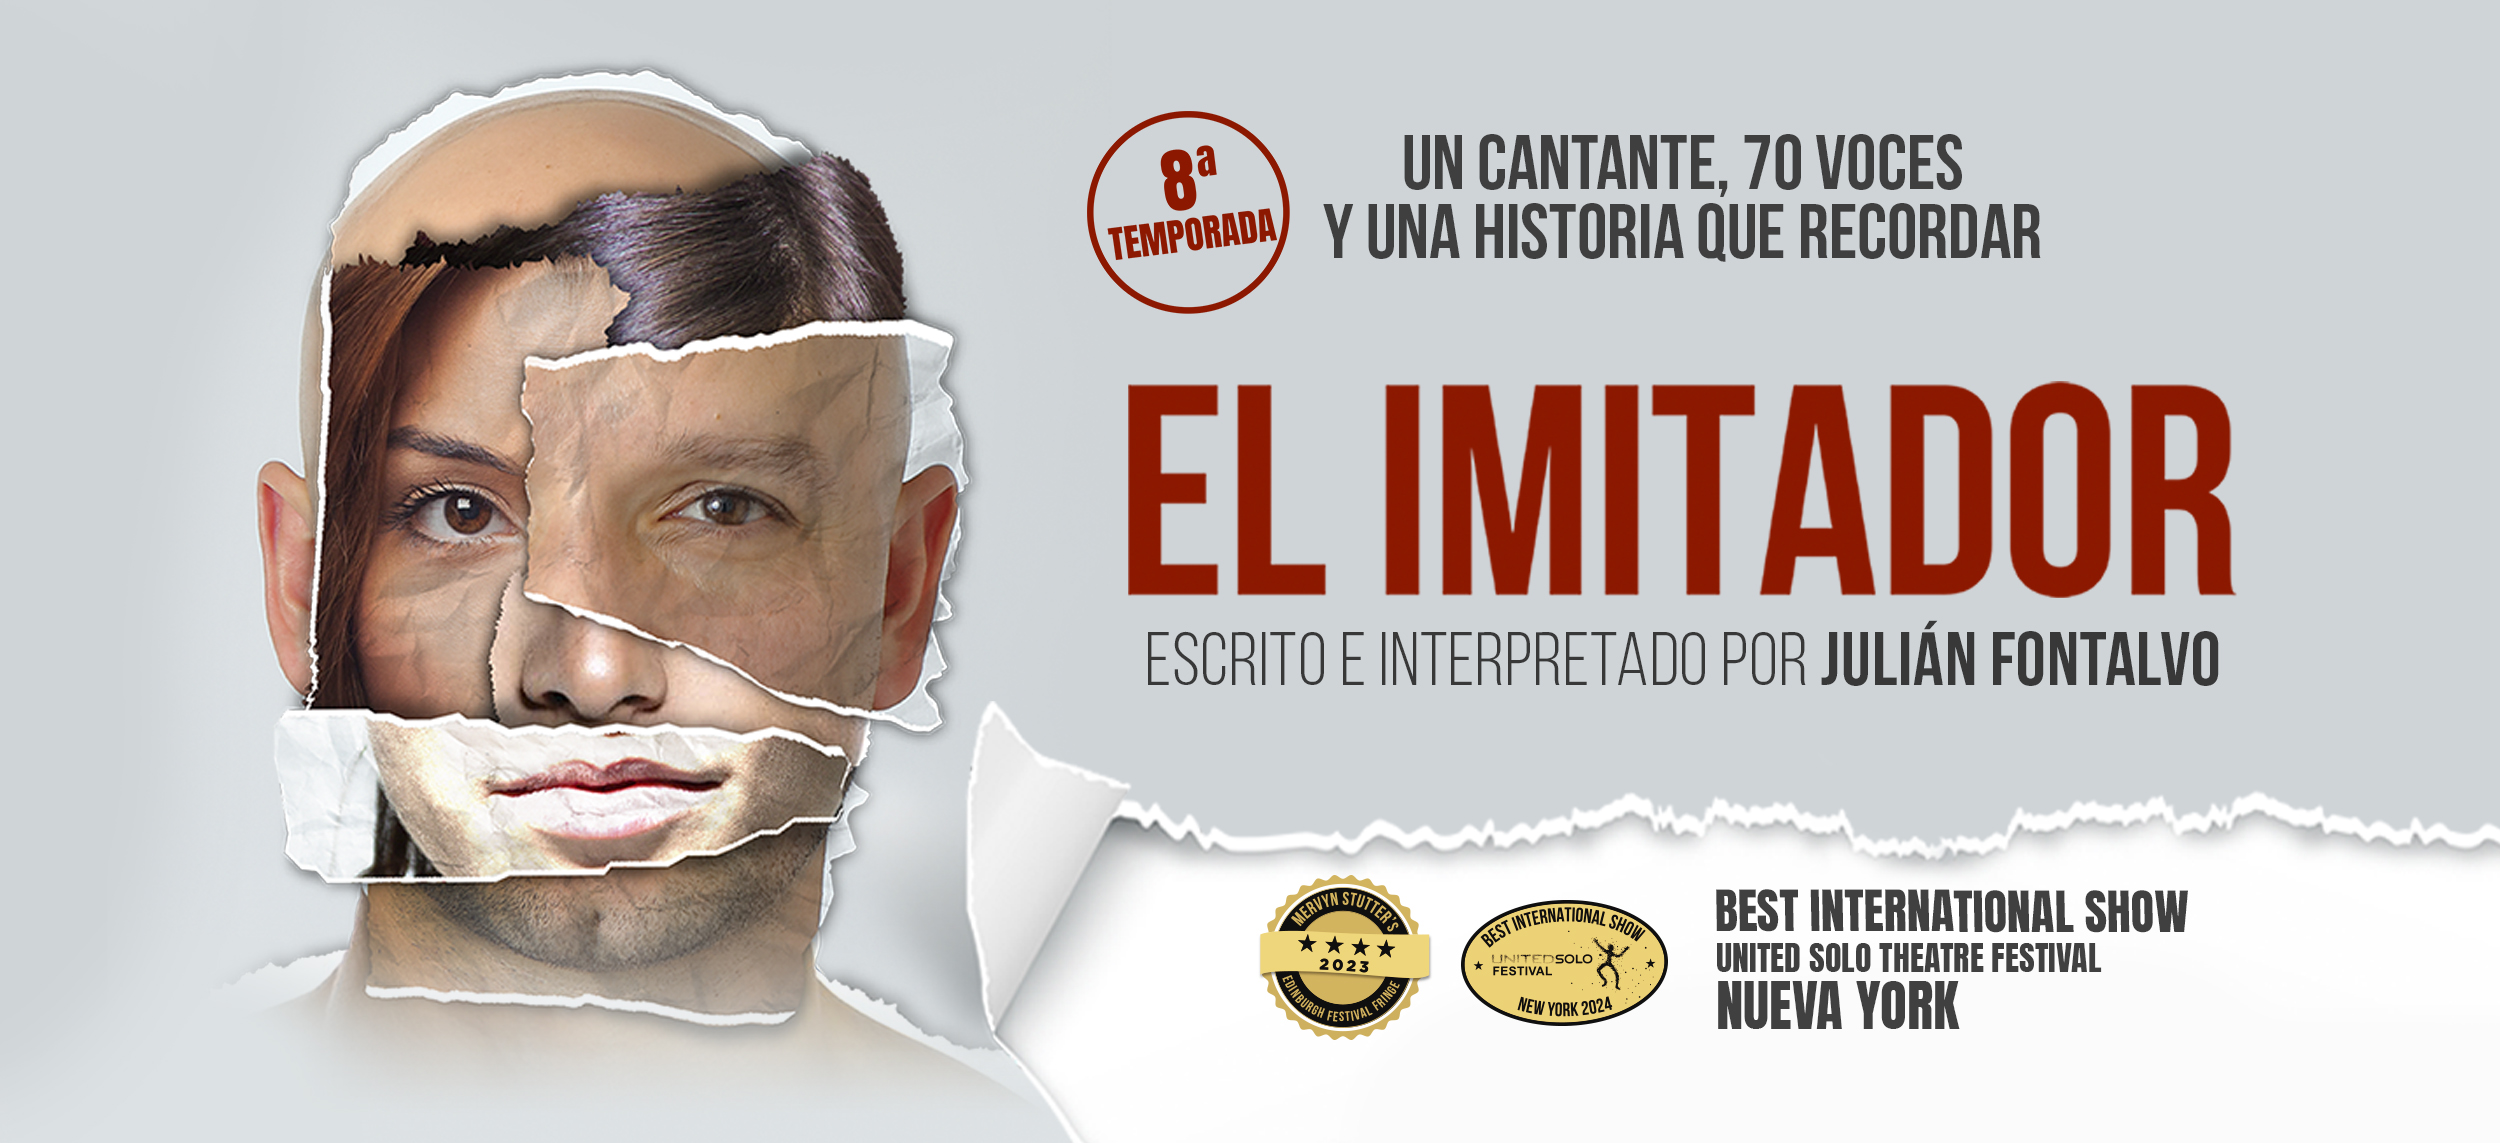 8ª
TEMPORADA
UN CANTANTE, 70 VOCES
Y UNA HISTORIA QUE RECORDAR
EL IMITADOR
ESCRITO E INTERPRETADO POR JULIÁN FONTALVO
MERVYN STUTTER'S
2023
EDINBURGH FESTIVAL FRINGE
BEST INTERNATIONAL SHOW
UNITEDSOLO
FESTIVAL
NEW YORK 2024
BEST INTERNATIONAL SHOW
UNITED SOLO THEATRE FESTIVAL
NUEVA YORK